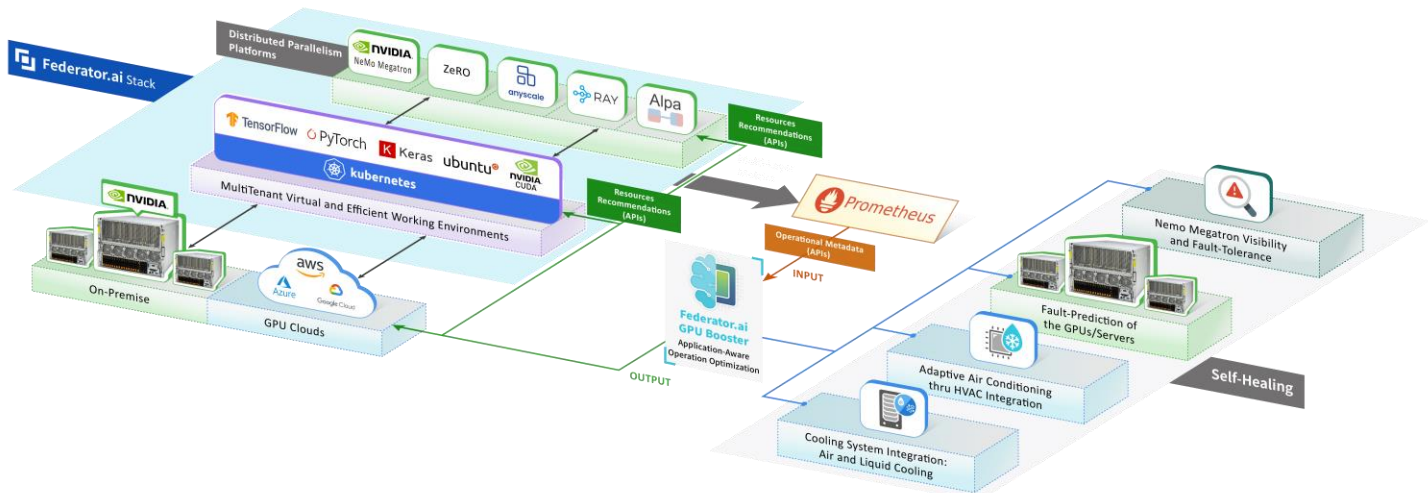 Federator.ai Stack
Distributed Parallelism
Platforms
NVIDIA
NeMo Megatron
ZeRO
anyscale
RAY
Alpa
Resources
Recommendations
(APIs)
TensorFlow
PyTorch
Keras
ubuntu
NVIDIA
CUDA
kubernetes
MultiTenant Virtual and Efficient Working Environments
Resources
Recommendations
(APIs)
NVIDIA
On-Premise
aws
Azure
Google Cloud
GPU Clouds
Prometheus
Operational Metadata
(APIs)
INPUT
Federator.ai
GPU Booster
Application-Aware
Operation Optimization
OUTPUT
Nemo Megatron Visibility
and Fault-Tolerance
Fault-Prediction of
the GPUs/Servers
Adaptive Air Conditioning
thru HVAC Integration
Self-Healing
Cooling System Integration:
Air and Liquid Cooling